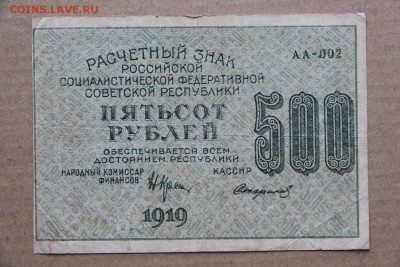 COINS.LAVE.RU
РАСЧЕТНЫЙ ЗНАК
РОССИЙСКОЙ
АА-002
СОЦИАЛИСТИЧЕСКОЙ ФЕДЕРАТИВНОЙ
СОВЕТСКОЙ РЕСПУБЛИКИ
ПЯТЬСОТ
РУБЛЕЙ
500
ОБЕСПЕЧИВАЕТСЯ ВСЕМ
ДОСТОЯНИЕМ РЕСПУБЛИКИ
НАРОДНЫЙ КОМИССАР
ФИНАНСОВ
КАССИР
1919